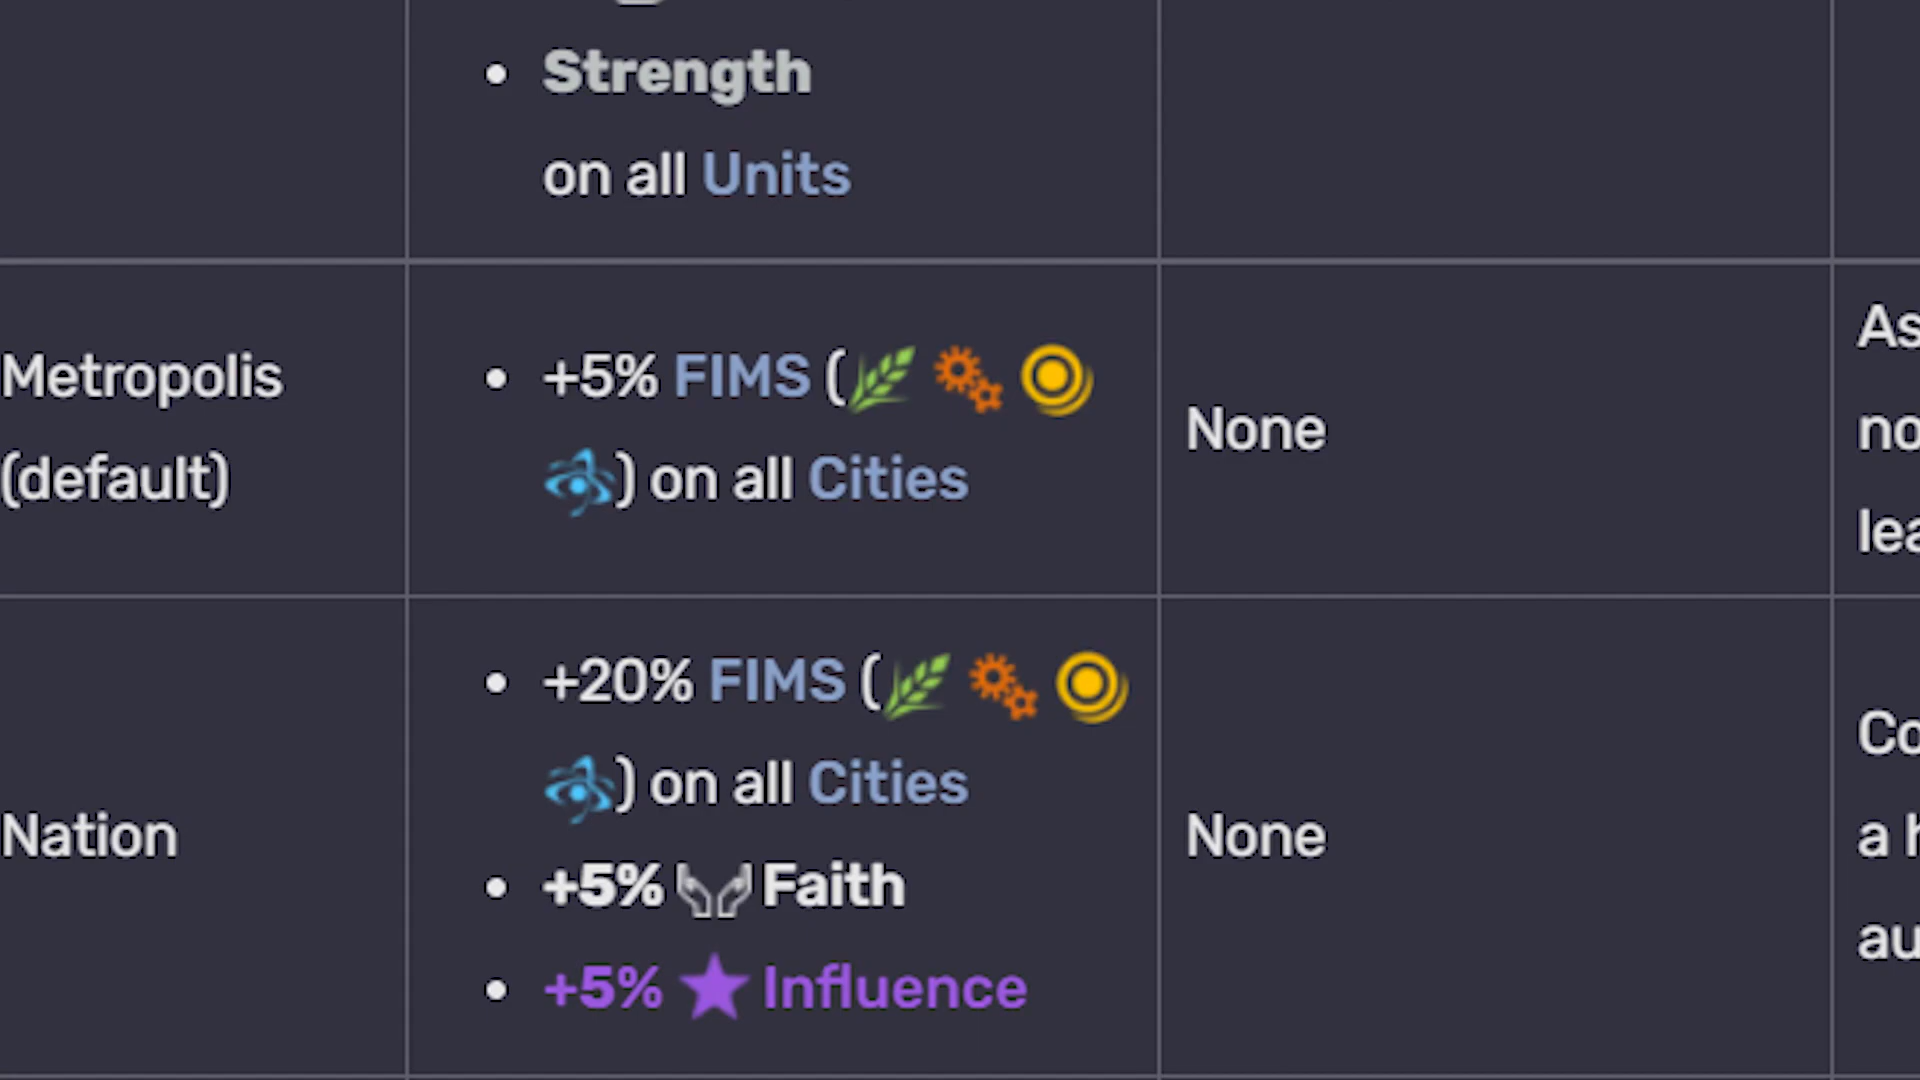 Strength
on all Units
Metropolis
(default)
+5% FIMS (
) on all Cities
None
As
no
lea
Nation
+20% FIMS (
) on all Cities
+5% Faith
+5% Influence
None
Co
a h
au